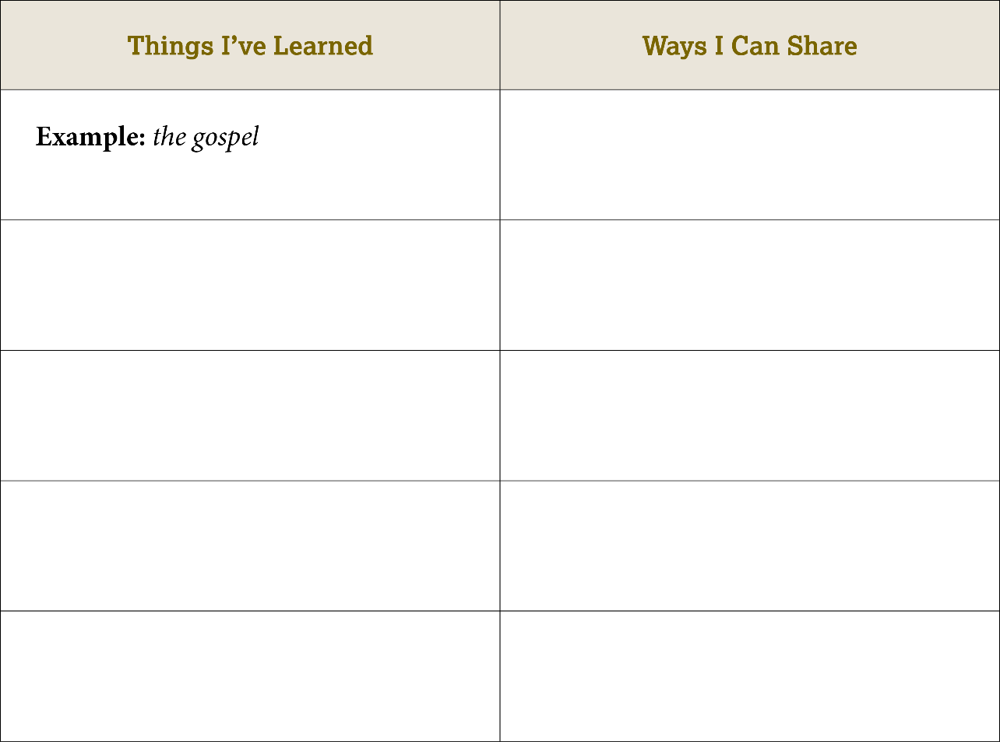 Things I’ve Learned
Ways I Can Share
Example: the gospel